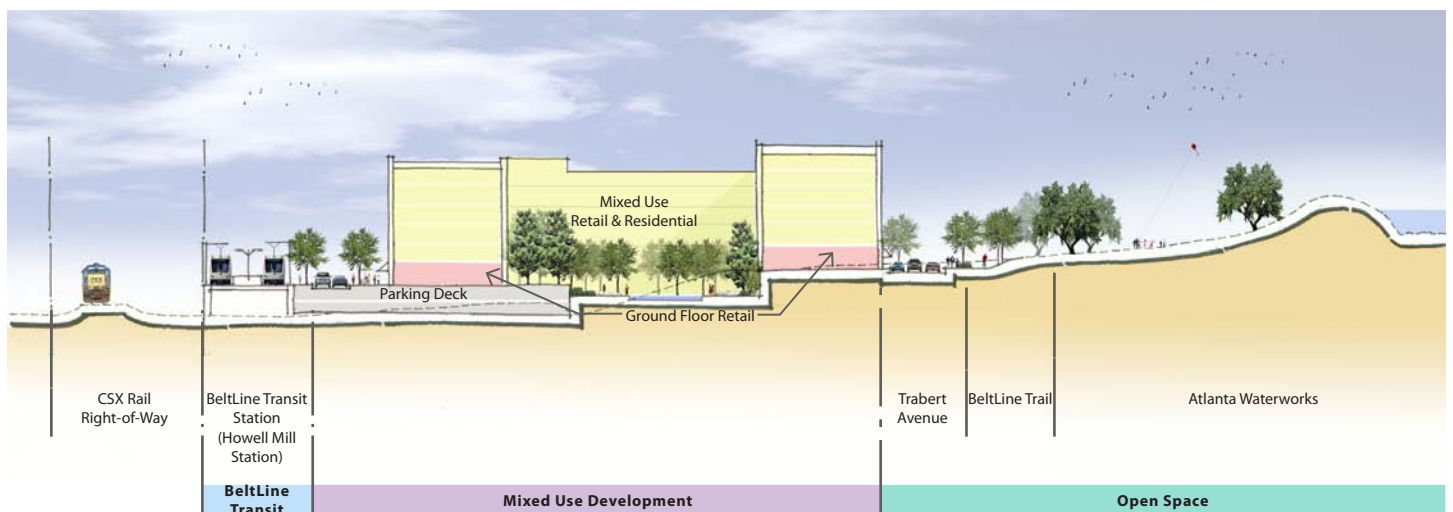 Mixed Use
Retail & Residential
Parking Deck
Ground Floor Retail
CSX Rail
Right-of-Way
BeltLine Transit
Station
(Howell Mill
Station)
Trabert
Avenue
BeltLine Trail
Atlanta Waterworks
BeltLine
Transit
Mixed Use Development
Open Space